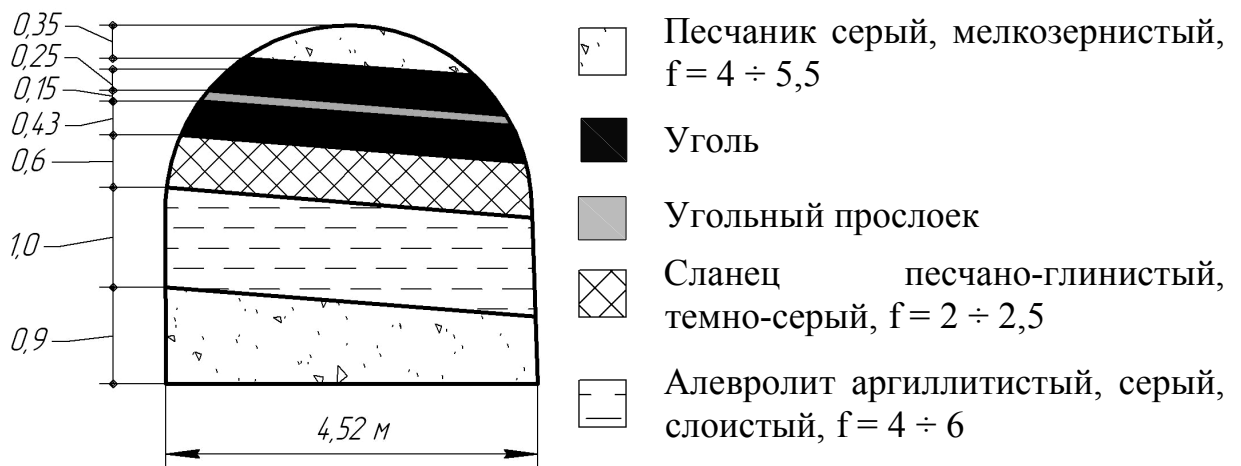 0,35
0,25
0,15
0,43
0,6
1,0
0,9
4,52 м
Песчаник серый, мелкозернистый,
f = 4 ÷ 5,5
Уголь
Угольный прослоек
Сланец песчано-глинистый,
темно-серый, f = 2 ÷ 2,5
Алевролит аргиллитистый, серый,
слоистый, f = 4 ÷ 6